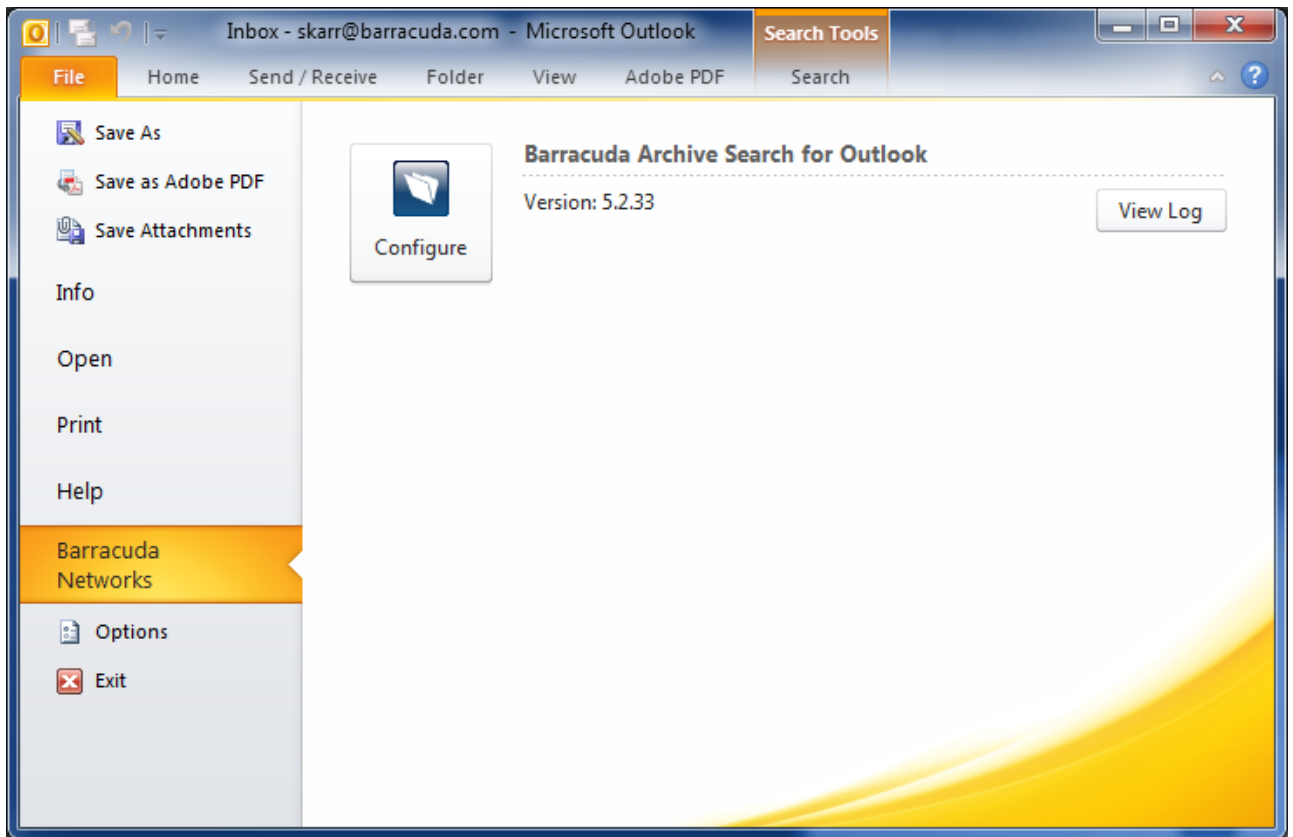 Inbox - skarr@barracuda.com - Microsoft Outlook
Search Tools
File
Home
Send / Receive
Folder
View
Adobe PDF
Search
Save As
Save as Adobe PDF
Save Attachments
Info
Open
Print
Help
Barracuda
Networks
Options
Exit
Configure
Barracuda Archive Search for Outlook
Version: 5.2.33
View Log